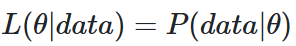 L(θ|data) = P(data|θ)